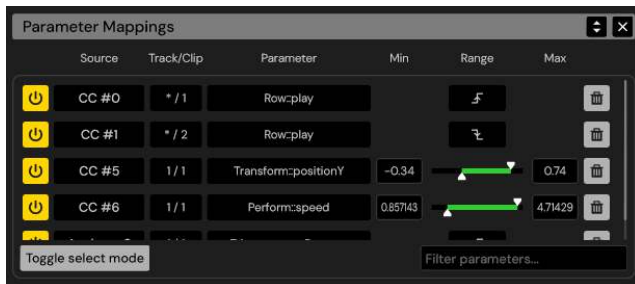 Parameter Mappings
Source Track/Clip Parameter Min Range Max
CC #0 * / 1 Row::play
CC #1 * / 2 Row::play
CC #5 1 / 1 Transform::positionY -0.34 0.74
CC #6 1 / 1 Perform::speed 0.857143 4.71429
Toggle select mode Filter parameters...